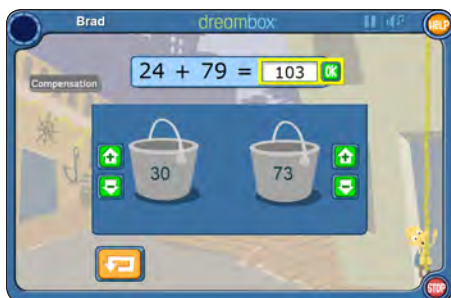 Brad
dreambox
HELP
24 + 79 = 103 OK
Compensation
30
73
STOP